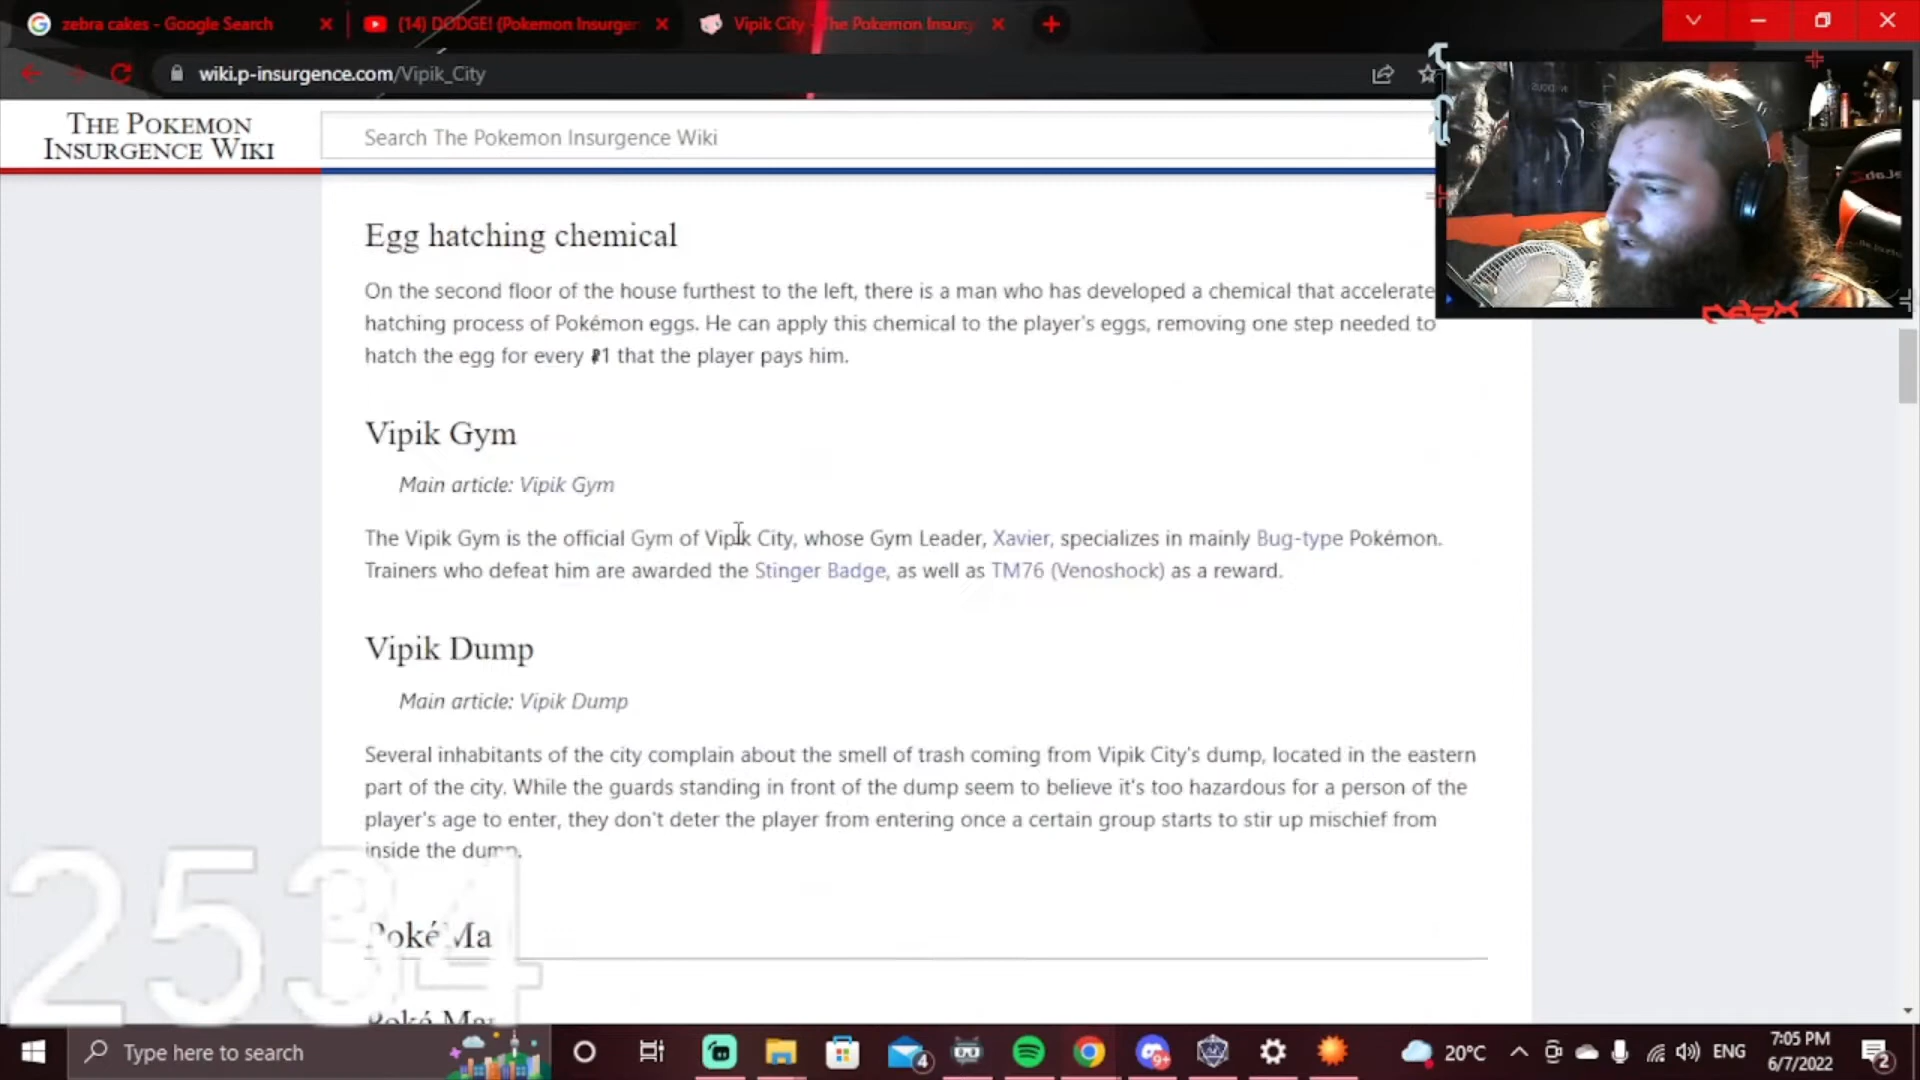 zebra cakes - Google Search
(14) DODGE! (Pokemon Insurger
Vipik City - The Pokemon Insurg
wiki.p-insurgence.com/Vipik_City
THE POKEMON
INSURGENCE WIKI
Search The Pokemon Insurgence Wiki
Egg hatching chemical
On the second floor of the house furthest to the left, there is a man who has developed a chemical that accelerate
hatching process of Pokémon eggs. He can apply this chemical to the player's eggs, removing one step needed to
hatch the egg for every ₽1 that the player pays him.
Vipik Gym
Main article: Vipik Gym
The Vipik Gym is the official Gym of Vipik City, whose Gym Leader, Xavier, specializes in mainly Bug-type Pokémon.
Trainers who defeat him are awarded the Stinger Badge, as well as TM76 (Venoshock) as a reward.
Vipik Dump
Main article: Vipik Dump
Several inhabitants of the city complain about the smell of trash coming from Vipik City's dump, located in the eastern
part of the city. While the guards standing in front of the dump seem to believe it's too hazardous for a person of the
player's age to enter, they don't deter the player from entering once a certain group starts to stir up mischief from
inside the dump.
2534
PokéMa
Poké Mar
Type here to search
4
9+
20°C
ENG
7:05 PM
6/7/2022
2